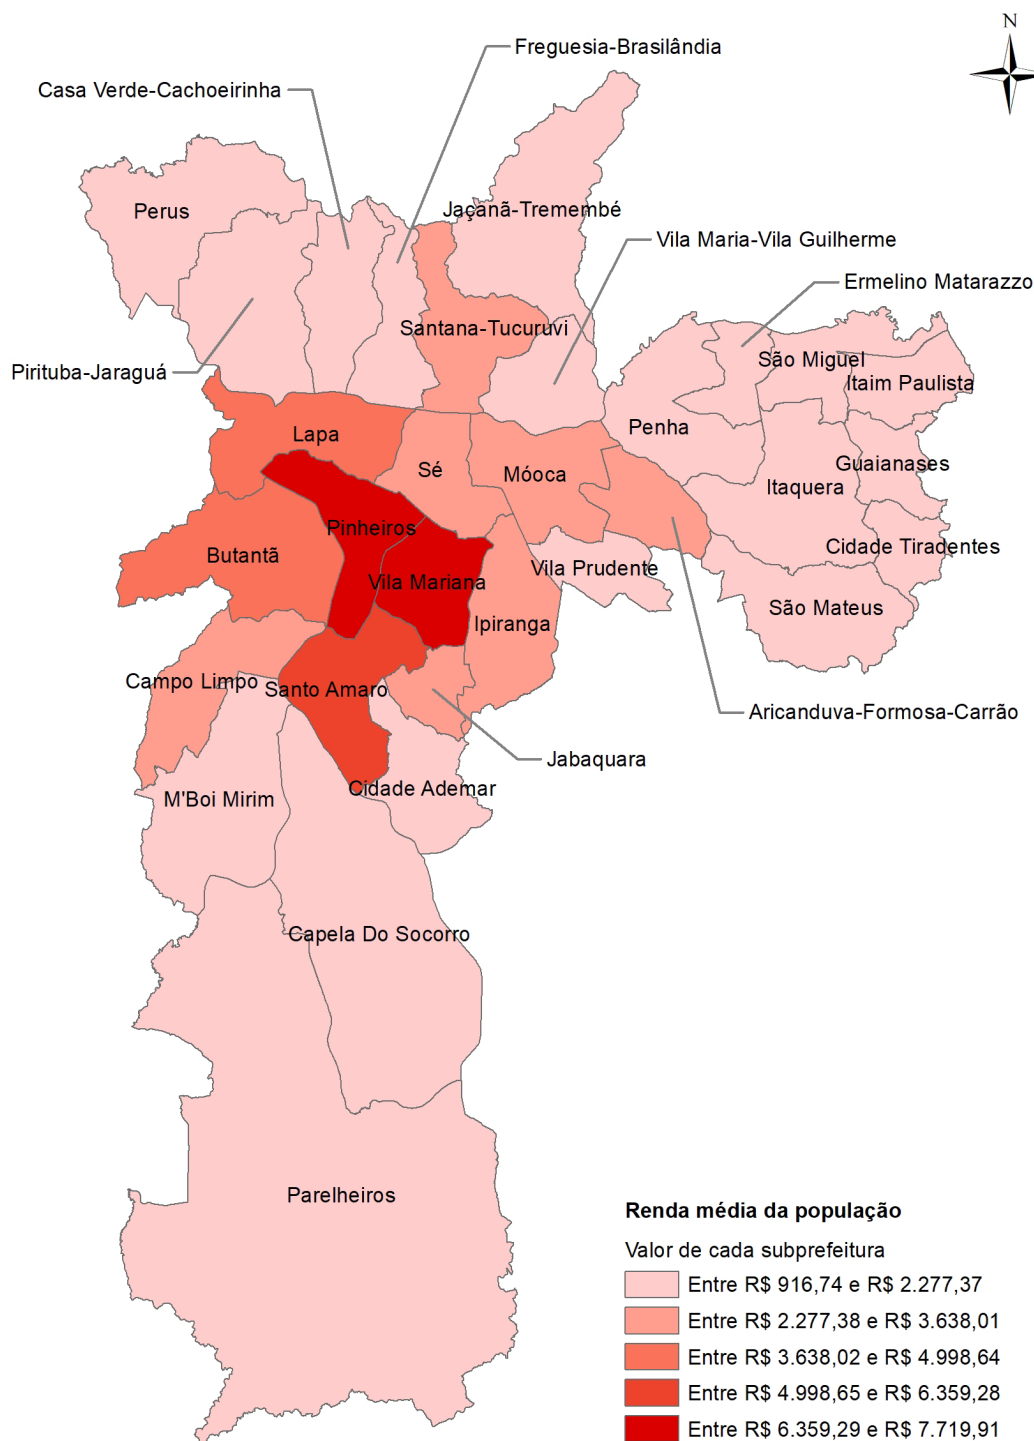 N
Freguesia-Brasilândia
Casa Verde-Cachoeirinha
Perus
Jaçanã-Tremembé
Vila Maria-Vila Guilherme
Ermelino Matarazzo
Santana-Tucuruvi
São Miguel
Pirituba-Jaraguá
Itaim Paulista
Lapa
Penha
Sé
Móoca
Guaianases
Itaquera
Pinheiros
Butantã
Cidade Tiradentes
Vila Prudente
Vila Mariana
São Mateus
Ipiranga
Campo Limpo
Santo Amaro
Aricanduva-Formosa-Carrão
Jabaquara
Cidade Ademar
M'Boi Mirim
Capela Do Socorro
Parelheiros
Renda média da população
Valor de cada subprefeitura
Entre R$ 916,74 e R$ 2.277,37
Entre R$ 2.277,38 e R$ 3.638,01
Entre R$ 3.638,02 e R$ 4.998,64
Entre R$ 4.998,65 e R$ 6.359,28
Entre R$ 6.359,29 e R$ 7.719,91